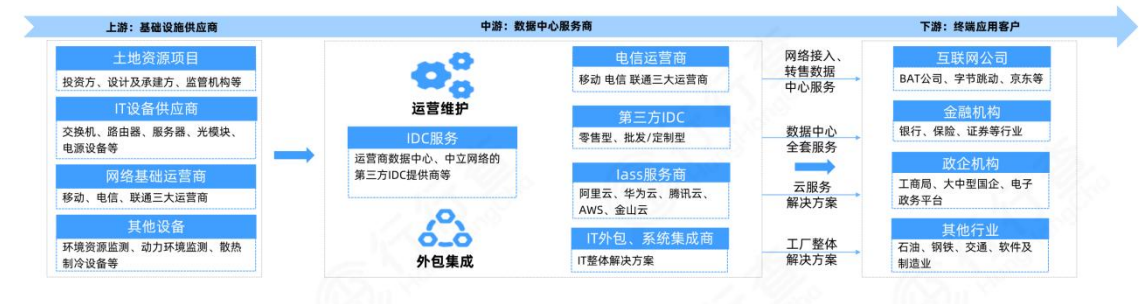 上游：基础设施供应商
土地资源项目
投资方、设计及承建方、监管机构等
IT设备供应商
交换机、路由器、服务器、光模块、
电源设备等
网络基础运营商
移动、电信、联通三大运营商
其他设备
环境资源监测、动力环境监测、散热
制冷设备等
中游：数据中心服务商
运营维护
IDC服务
运营商数据中心、中立网络的
第三方IDC提供商等
外包集成
电信运营商
移动 电信 联通三大运营商
第三方IDC
零售型、批发/定制型
Iass服务商
阿里云、华为云、腾讯云、
AWS、金山云
IT外包、系统集成商
IT整体解决方案
网络接入、
转售数据
中心服务
数据中心
全套服务
云服务
解决方案
工厂整体
解决方案
下游：终端应用客户
互联网公司
BAT公司、字节跳动、京东等
金融机构
银行、保险、证券等行业
政企机构
工商局、大中型国企、电子
政务平台
其他行业
石油、钢铁、交通、软件及
制造业